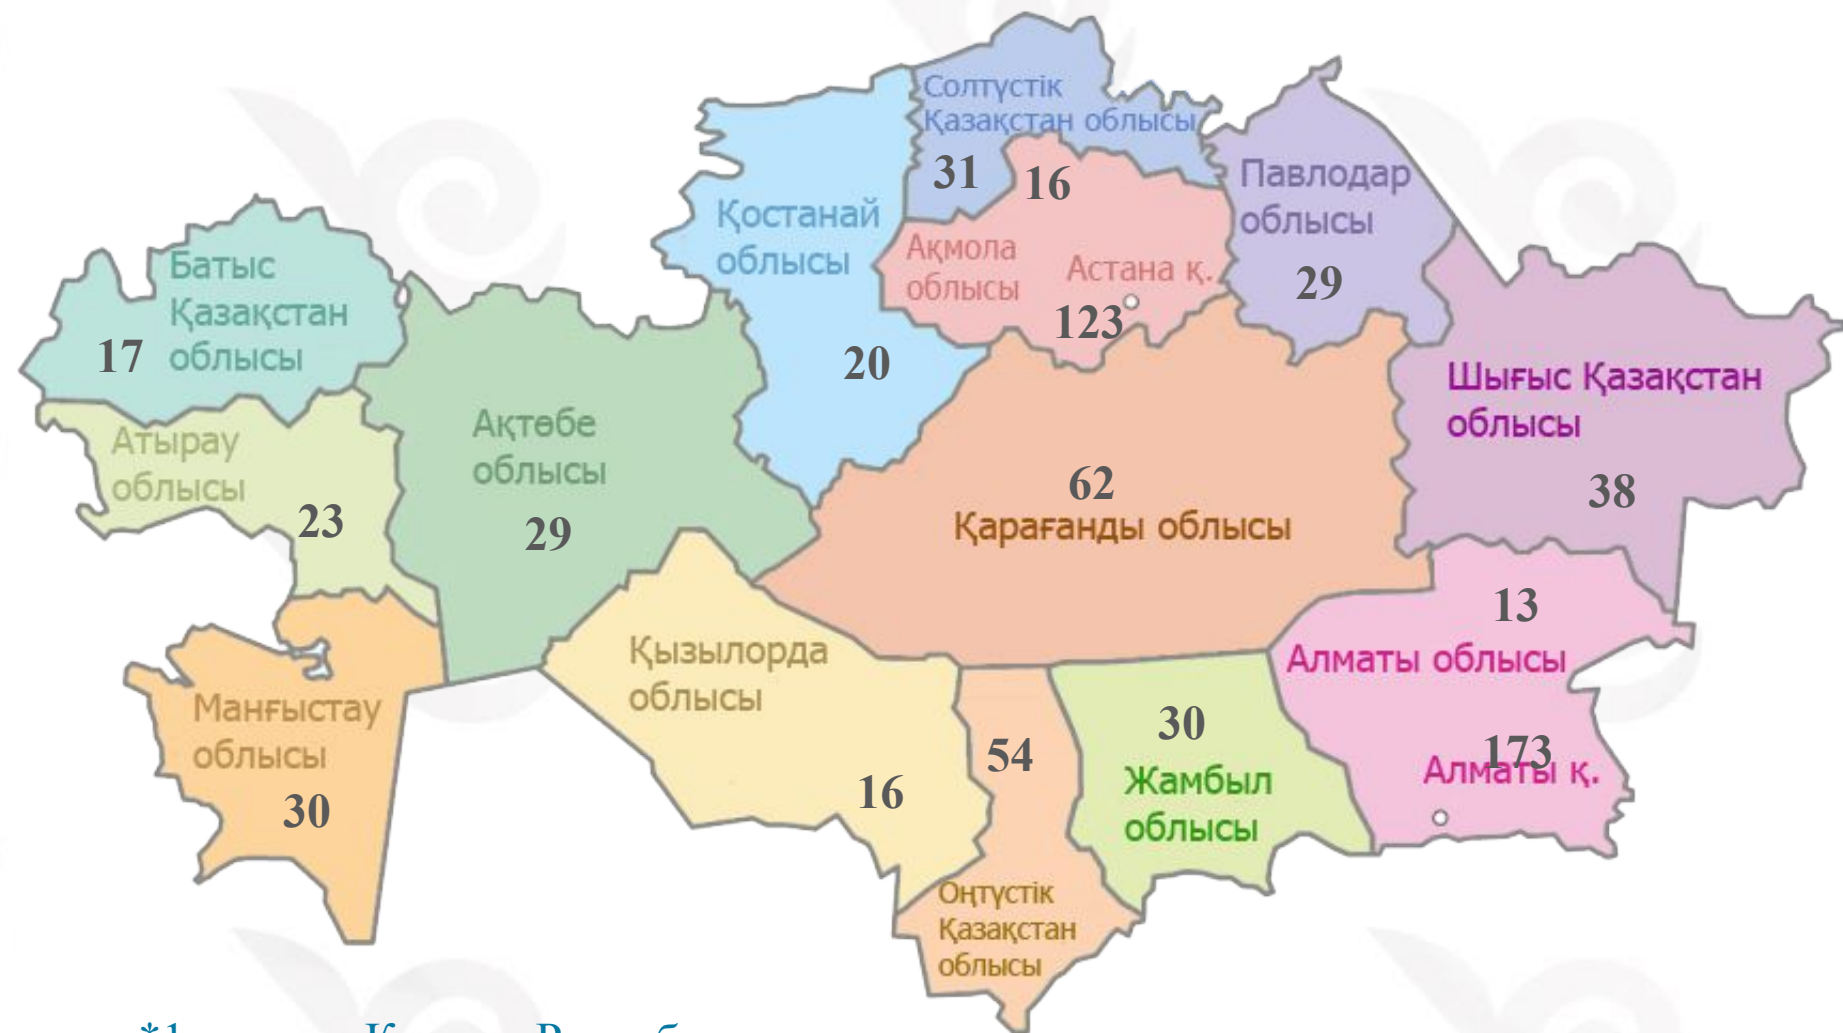 Солтүстік
Қазақстан облысы
31
16
Павлодар
облысы
29
Қостанай
облысы
20
Ақмола
облысы
Астана қ.
123
Батыс
Қазақстан
облысы
17
Атырау
облысы
23
Ақтөбе
облысы
29
Шығыс Қазақстан
облысы
38
62
Қарағанды облысы
13
Алматы облысы
173
Алматы қ.
Қызылорда
облысы
16
54
30
Жамбыл
облысы
Манғыстау
облысы
30
Оңтүстік
Қазақстан
облысы